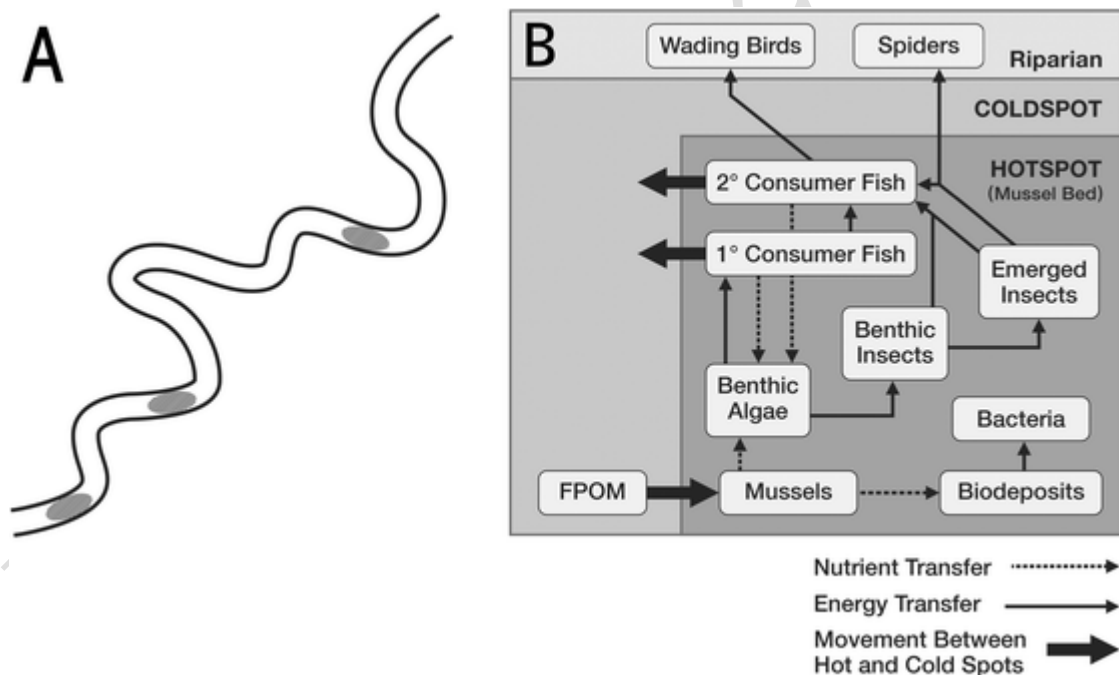 A
B
Wading Birds
Spiders
Riparian
COLDSPOT
HOTSPOT
(Mussel Bed)
2° Consumer Fish
1° Consumer Fish
Emerged
Insects
Benthic
Insects
Benthic
Algae
Bacteria
FPOM
Mussels
Biodeposits
Nutrient Transfer
Energy Transfer
Movement Between
Hot and Cold Spots